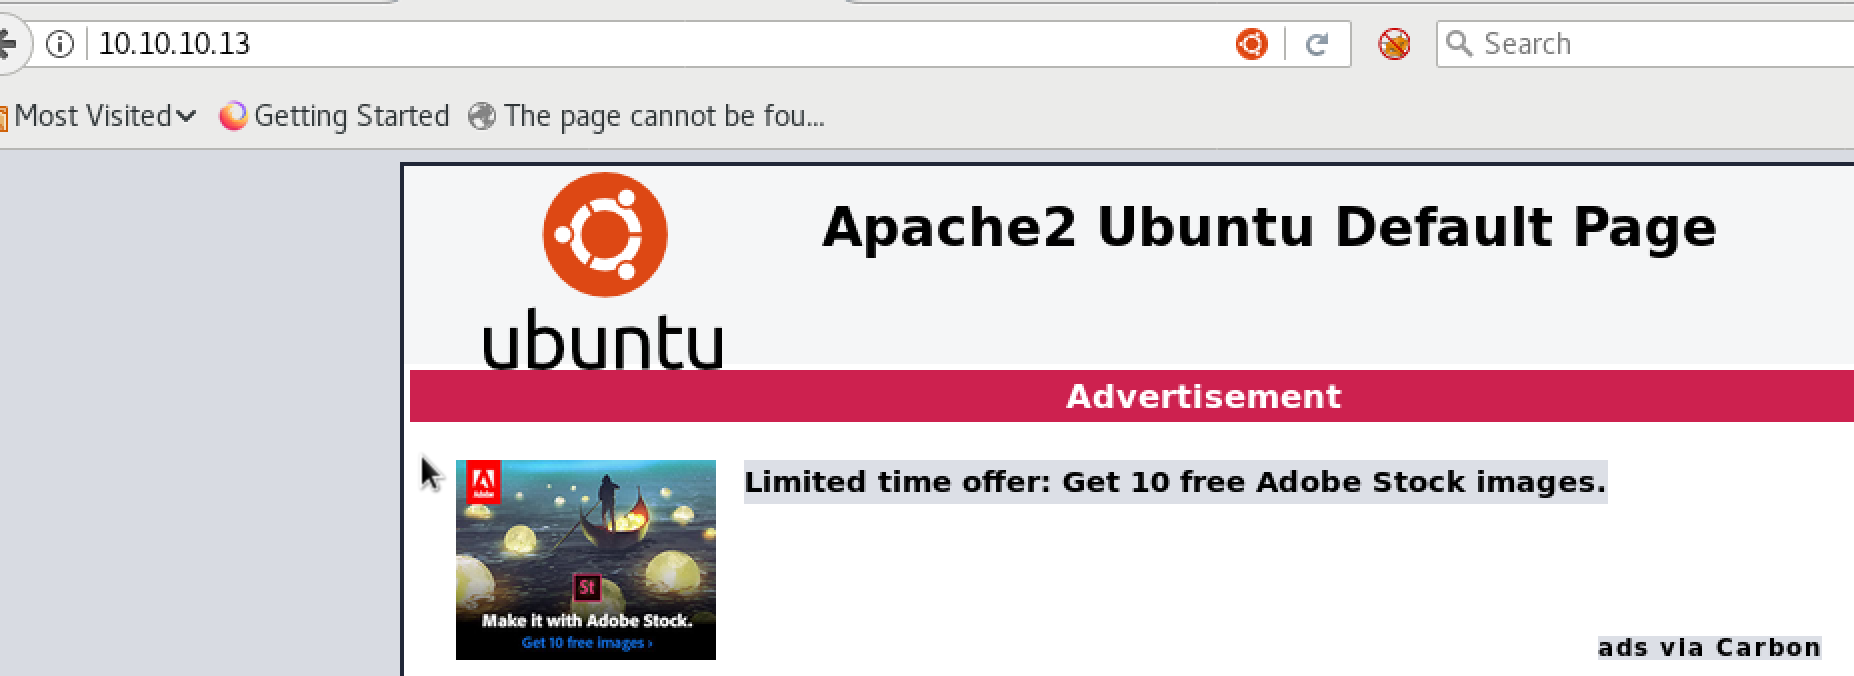 10.10.10.13
Search
Most Visited Getting Started The page cannot be fou...
Apache2 Ubuntu Default Page
ubuntu
Advertisement
Adobe
Limited time offer: Get 10 free Adobe Stock images.
St
Make it with Adobe Stock.
Get 10 free images ›
ads via Carbon